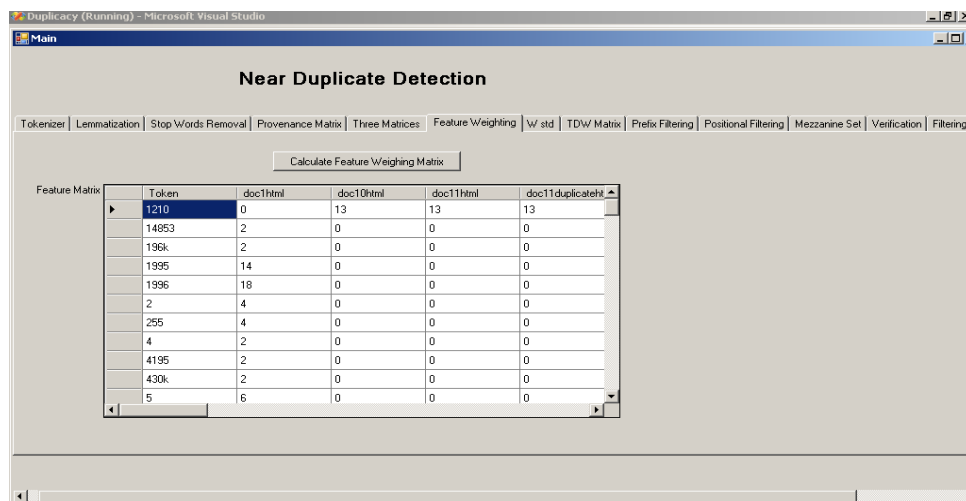 Duplicacy (Running) - Microsoft Visual Studio
Main
Near Duplicate Detection
Tokenizer Lemmatization Stop Words Removal Provenance Matrix Three Matrices Feature Weighting W std TDW Matrix Prefix Filtering Positional Filtering Mezzanine Set Verification Filtering
Calculate Feature Weighing Matrix
Feature Matrix
Token doc1html doc10html doc11html doc11duplicateht
1210 0 13 13 13
14853 2 0 0 0
196k 2 0 0 0
1995 14 0 0 0
1996 18 0 0 0
2 4 0 0 0
255 4 0 0 0
4 2 0 0 0
4195 2 0 0 0
430k 2 0 0 0
5 6 0 0 0